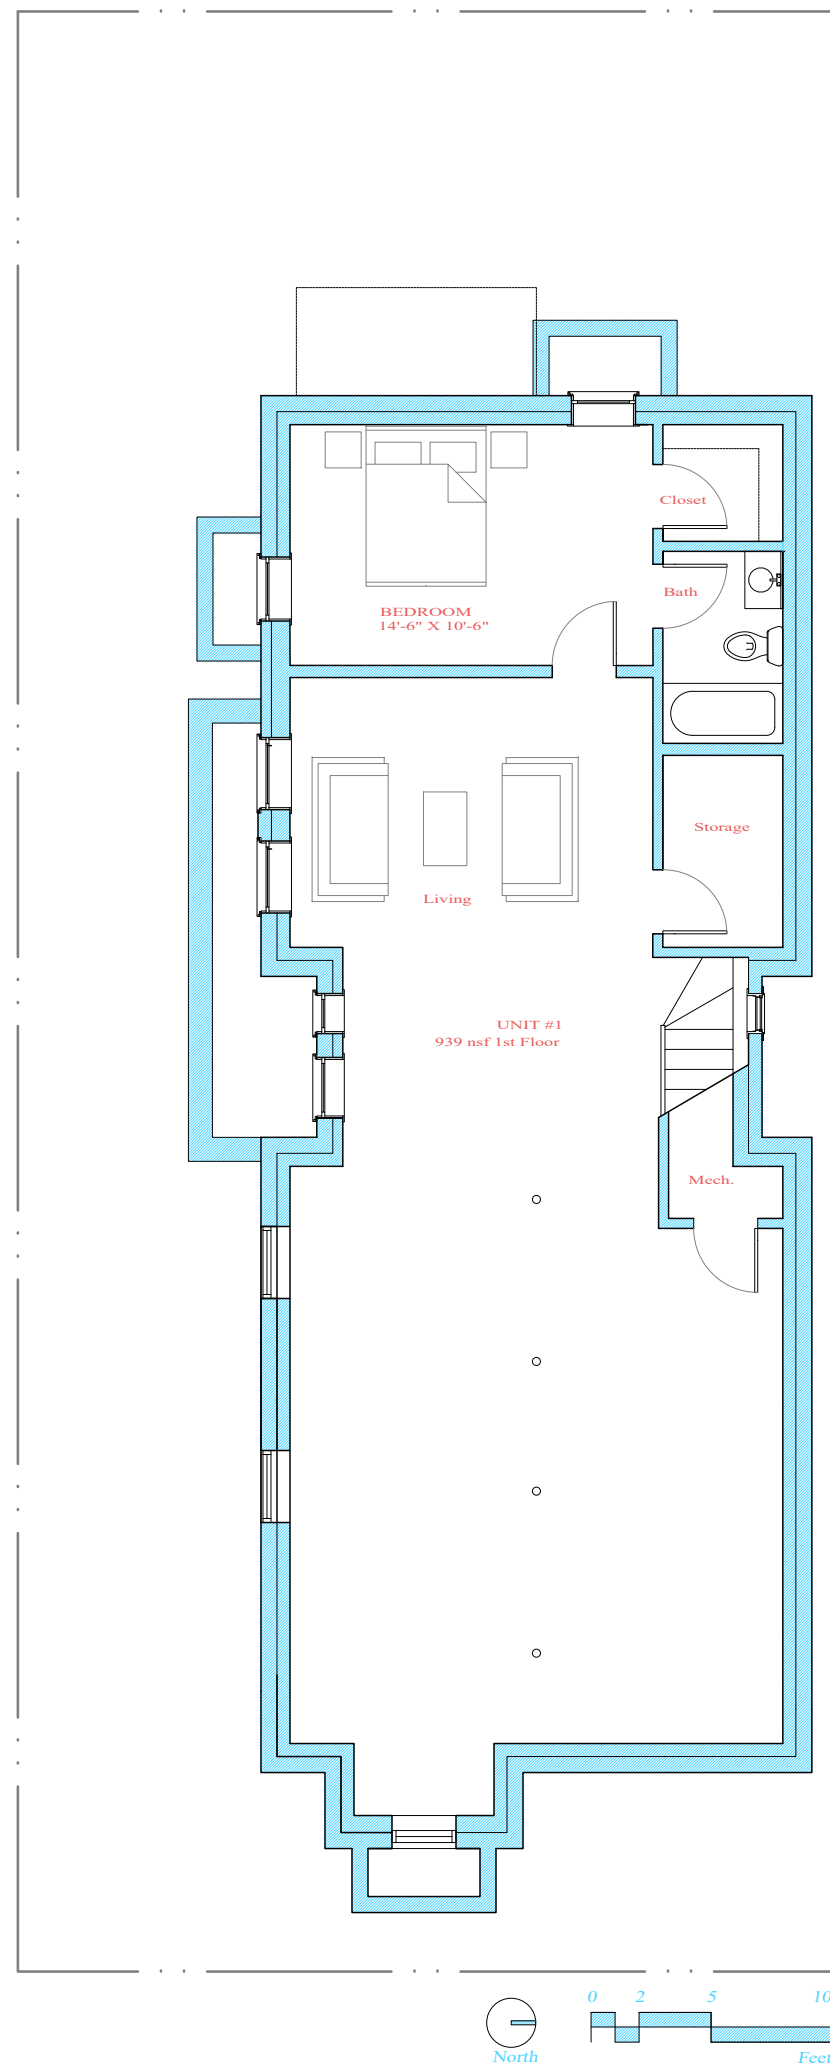 Closet
Bath
BEDROOM
14'-6" X 10'-6"
Storage
Living
UNIT #1
939 nsf 1st Floor
Mech.
0 2 5 10
North
Feet